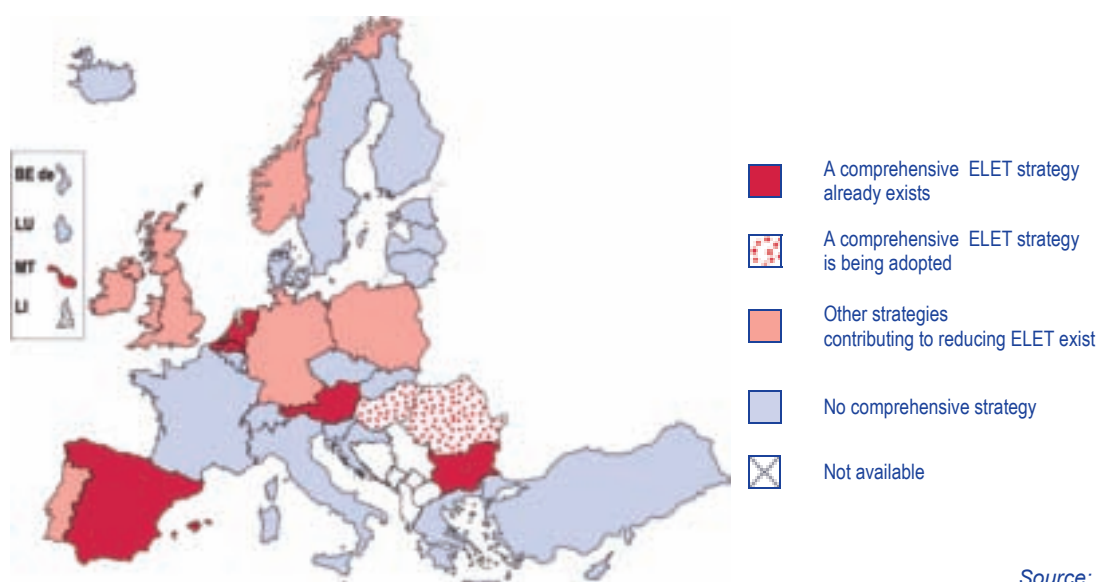 BE de
LU
MT
LI
A comprehensive ELET strategy
already exists
A comprehensive ELET strategy
is being adopted
Other strategies
contributing to reducing ELET exist
No comprehensive strategy
Not available
Source: